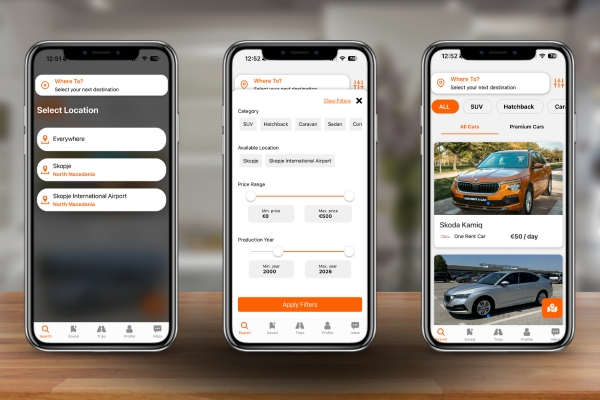 12:51
Where To?
Select your next destination
Select Location
Everywhere
Skopje
North Macedonia
Skopje International Airport
North Macedonia
Search
Saved
Trips
Profile
Inbox
12:52
Where To?
Select your next destination
Clear Filters
Category
SUV
Hatchback
Caravan
Sedan
Con
Available Location
Skopje
Skopje International Airport
Price Range
Min. price
€0
Max. price
€500
Production Year
Min. year
2000
Max. year
2026
Apply Filters
Search
Saved
Trips
Profile
Inbox
12:52
Where To?
Select your next destination
ALL
SUV
Hatchback
Car
All Cars
Premium Cars
Skoda Kamiq
One Rent Car
€50 / day
Search
Saved
Trips
Profile
Inbox